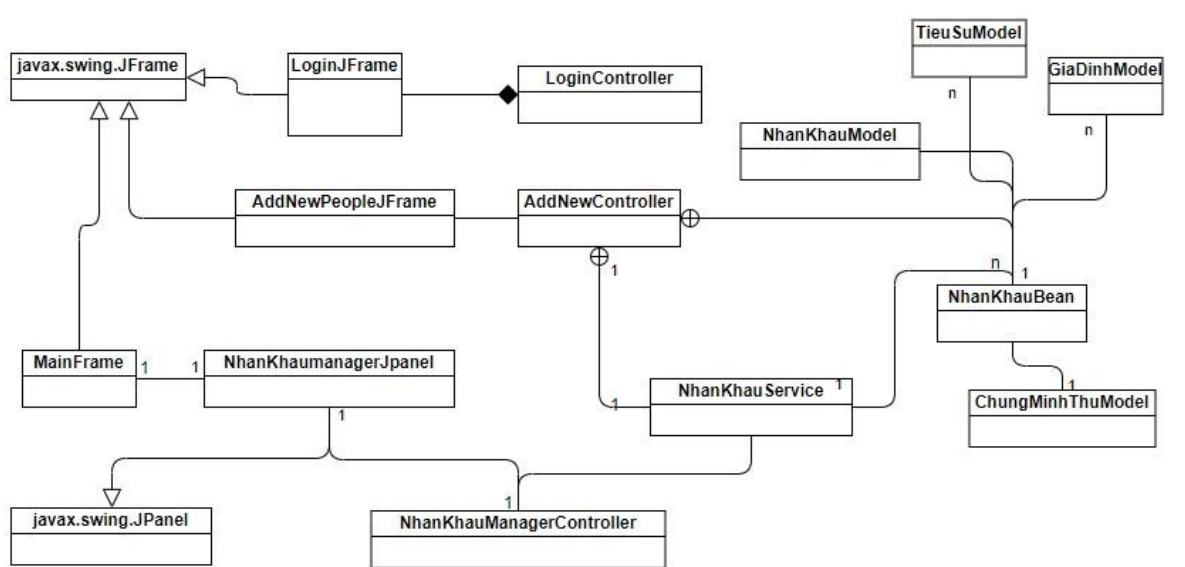 TieuSuModel
javax.swing.JFrame
LoginJFrame
LoginController
GiaDinhModel
n
n
NhanKhauModel
AddNewPeopleJFrame
AddNewController
1
n
1
NhanKhauBean
MainFrame
1
1
NhanKhaumanagerJpanel
NhanKhauService
1
1
1
ChungMinhThuModel
1
1
javax.swing.JPanel
NhanKhauManagerController